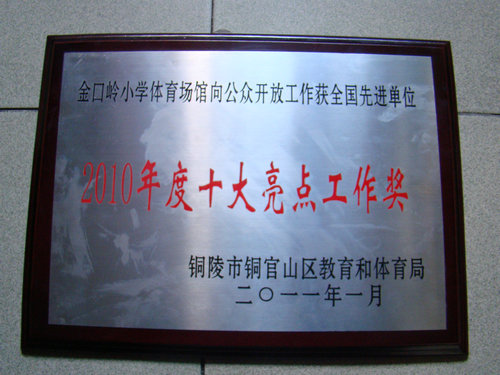 金口岭小学体育场馆向公众开放工作获全国先进单位
2010年度十大亮点工作奖
铜陵市铜官山区教育和体育局
二〇一一年一月